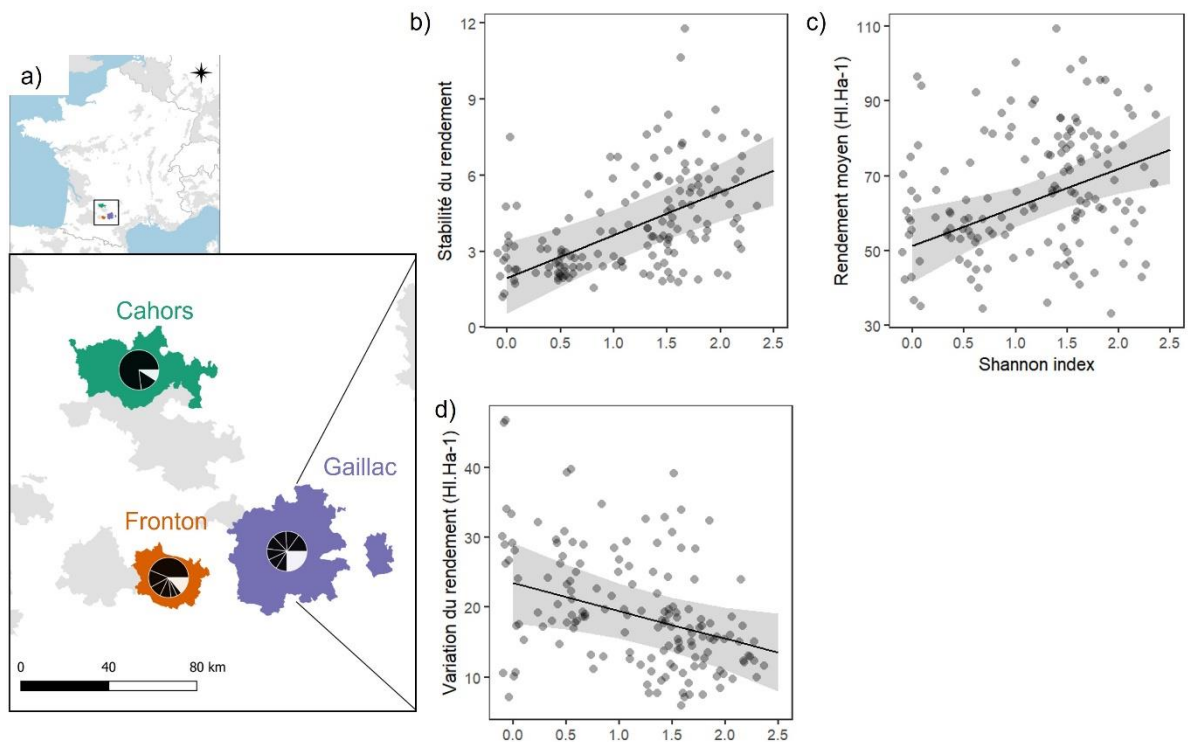 a)
Cahors
Gaillac
Fronton
0 40 80 km
b)
Stabilité du rendement
12
9
6
3
0
0.0 0.5 1.0 1.5 2.0 2.5
c)
Rendement moyen (Hl.Ha-1)
110
90
70
50
30
0.0 0.5 1.0 1.5 2.0 2.5
Shannon index
d)
Variation du rendement (Hl.Ha-1)
40
30
20
10
0.0 0.5 1.0 1.5 2.0 2.5